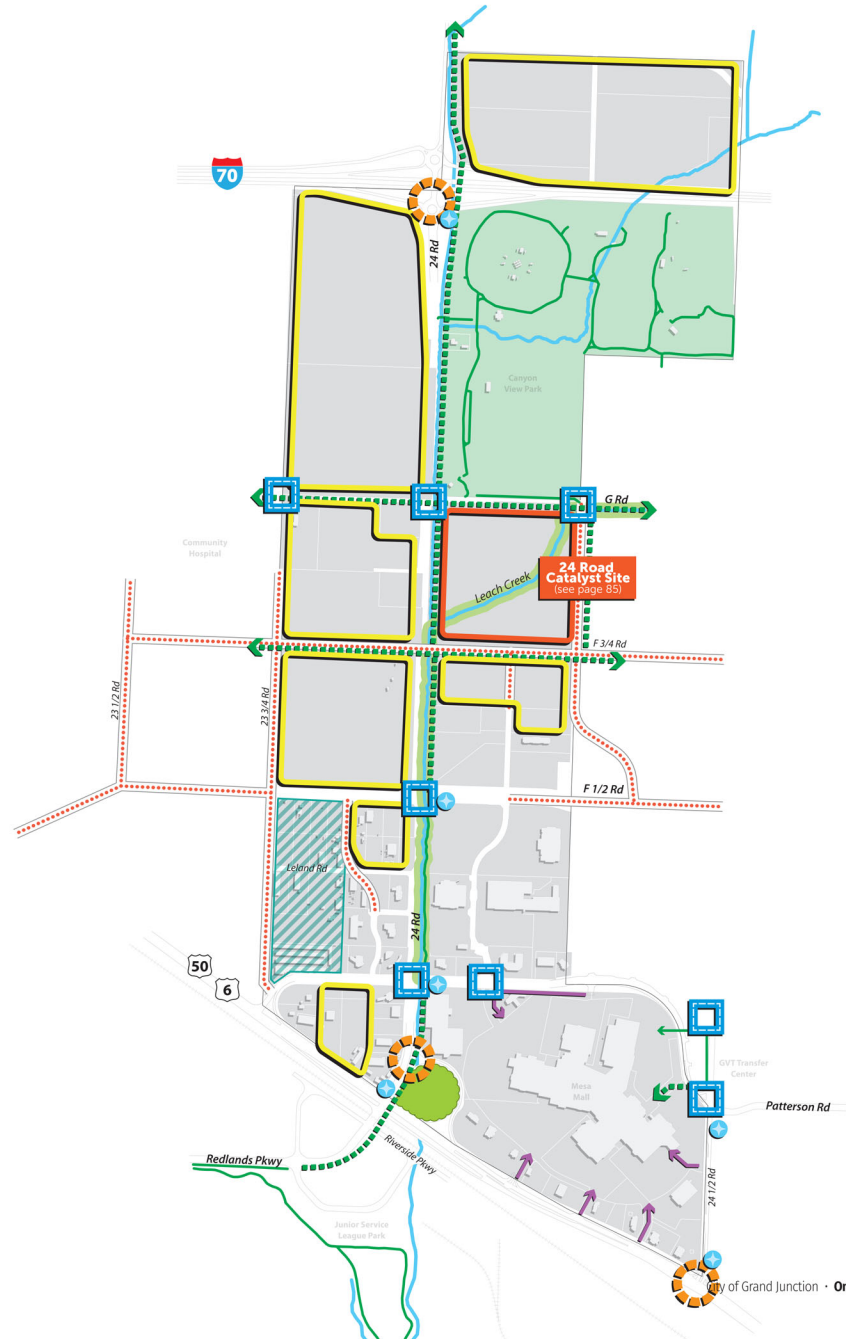 70
24 Rd
Canyon
View Park
G Rd
Community
Hospital
24 Road
Catalyst Site
(see page 85)
Leach Creek
F 3/4 Rd
23 1/2 Rd
23 3/4 Rd
F 1/2 Rd
Leland Rd
24 Rd
50
6
GVT Transfer
Center
Mesa
Mall
Patterson Rd
Redlands Pkwy
Riverside Pkwy
24 1/2 Rd
Junior Service
League Park
City of Grand Junction · Or